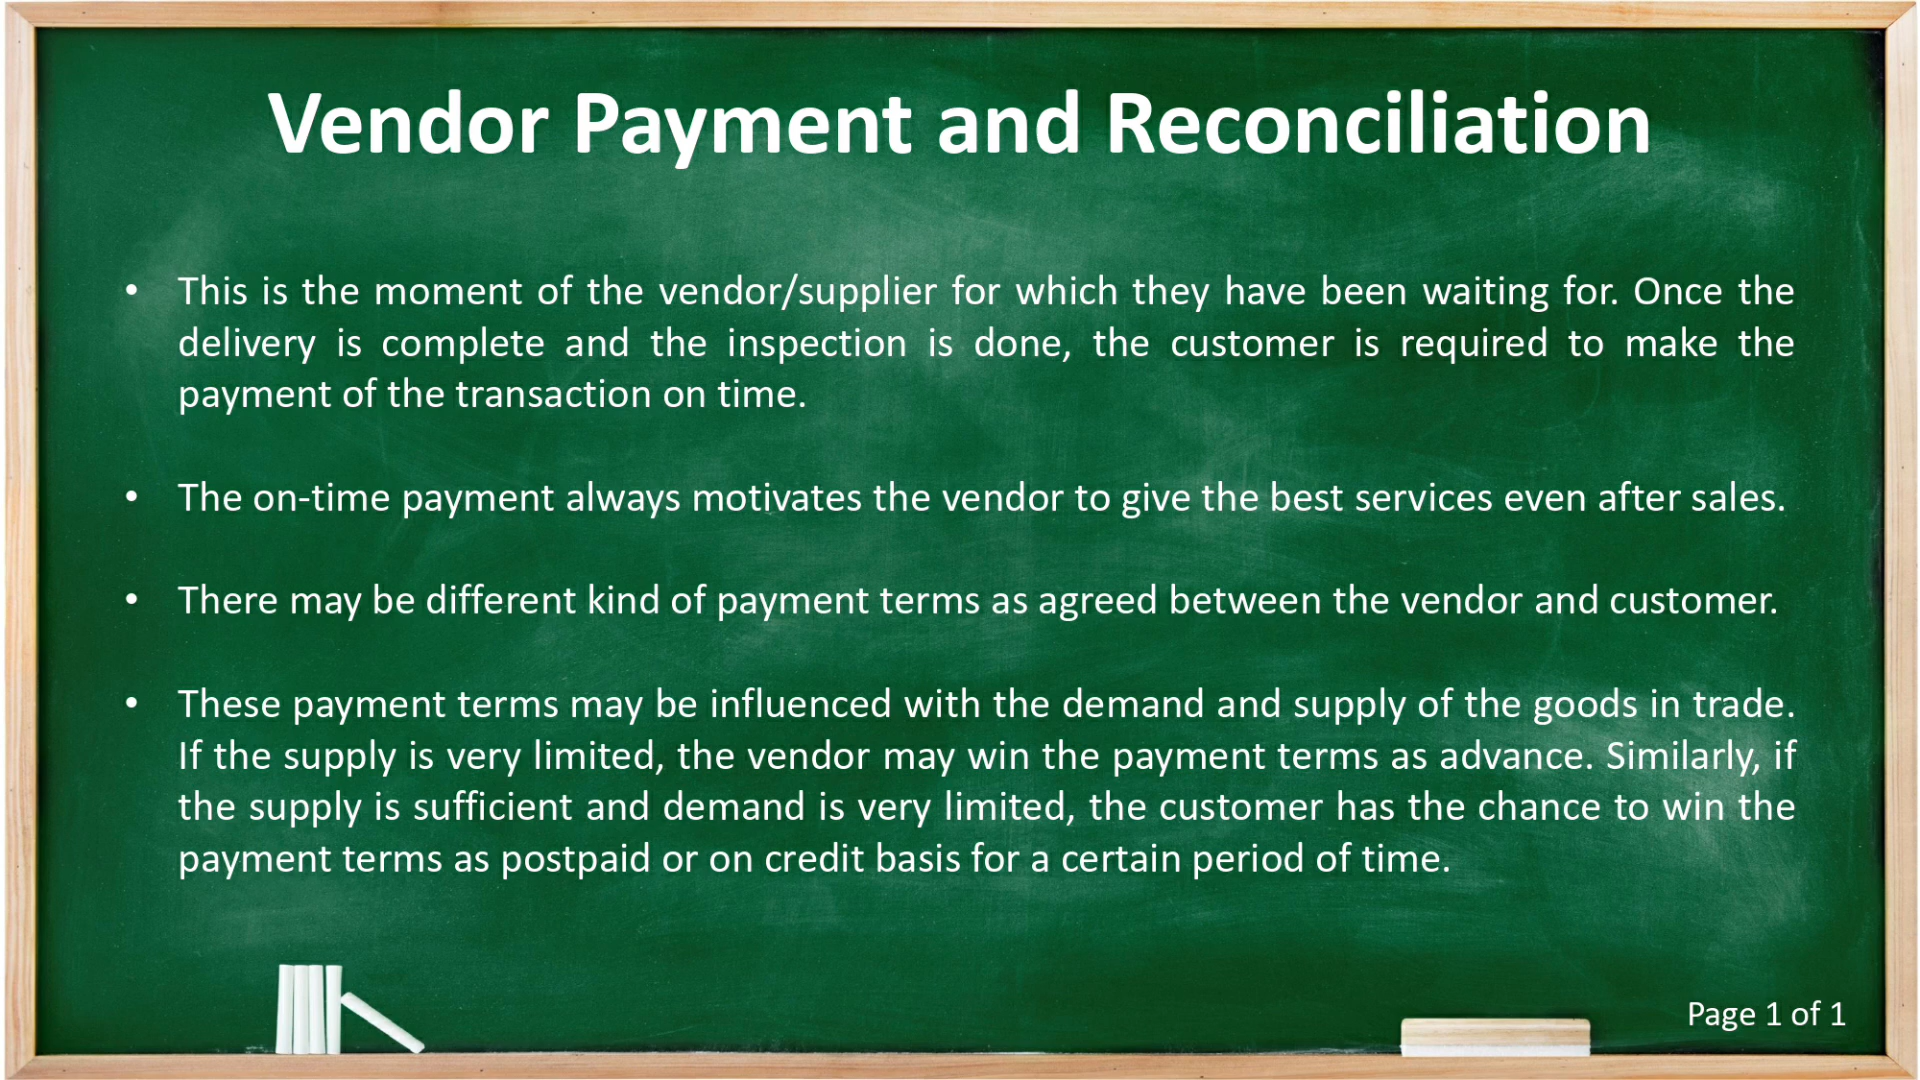 Vendor Payment and Reconciliation
• This is the moment of the vendor/supplier for which they have been waiting for. Once the
delivery is complete and the inspection is done, the customer is required to make the
payment of the transaction on time.
• The on-time payment always motivates the vendor to give the best services even after sales.
• There may be different kind of payment terms as agreed between the vendor and customer.
• These payment terms may be influenced with the demand and supply of the goods in trade.
If the supply is very limited, the vendor may win the payment terms as advance. Similarly, if
the supply is sufficient and demand is very limited, the customer has the chance to win the
payment terms as postpaid or on credit basis for a certain period of time.
Page 1 of 1